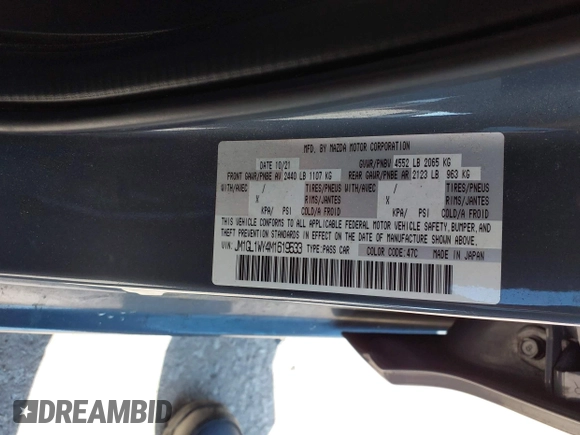 MFD. BY MAZDA MOTOR CORPORATION
DATE 10/21 GVWR/PNBV 4552 LB 2065 KG
FRONT GAWR/PNBE AV 2440 LB 1107 KG REAR GAWR/PNBE AR 2123 LB 963 KG
WITH/AVEC / TIRES/PNEUS WITH/AVEC / TIRES/PNEUS
X RIMS/JANTES X RIMS/JANTES
KPA/ PSI COLD/A FROID KPA/ PSI COLD/A FROID
THIS VEHICLE CONFORMS TO ALL APPLICABLE FEDERAL MOTOR VEHICLE SAFETY, BUMPER, AND
THEFT PREVENTION STANDARDS IN EFFECT ON THE DATE OF MANUFACTURE SHOWN ABOVE.
VIN: JM1GL1WY4M1619633 TYPE:PASS CAR COLOR CODE:47C MADE IN JAPAN
DREAMBID